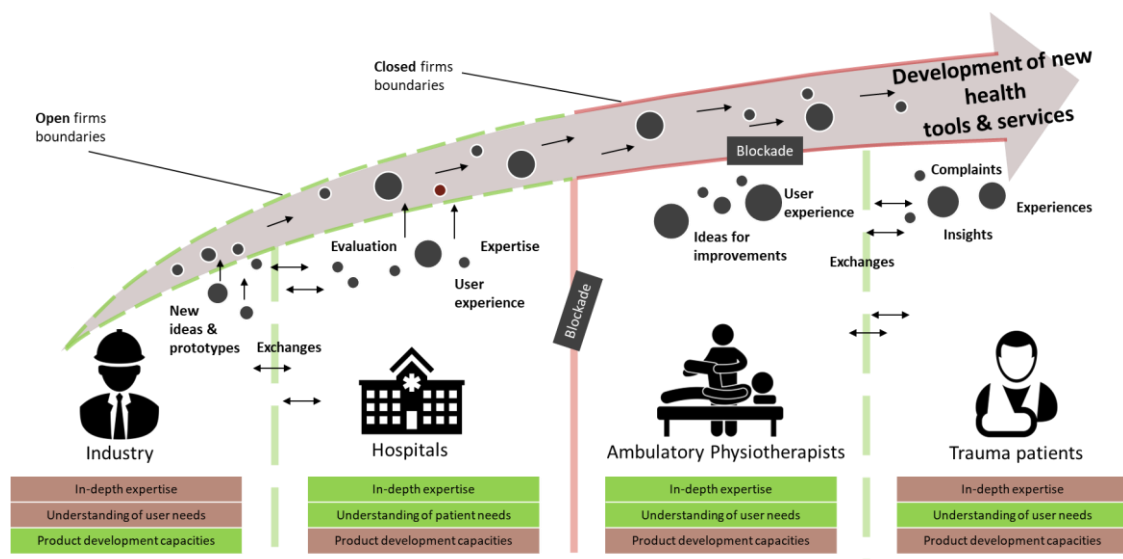 Closed firms
boundaries
Open firms
boundaries
Development of new
health
tools & services
Blockade
Complaints
User
experience
Experiences
Ideas for
improvements
Insights
Evaluation
Expertise
User
experience
Exchanges
New
ideas &
prototypes
Exchanges
Blockade
Industry
Hospitals
Ambulatory Physiotherapists
Trauma patients
In-depth expertise
In-depth expertise
In-depth expertise
In-depth expertise
Understanding of user needs
Understanding of patient needs
Understanding of user needs
Understanding of user needs
Product development capacities
Product development capacities
Product development capacities
Product development capacities